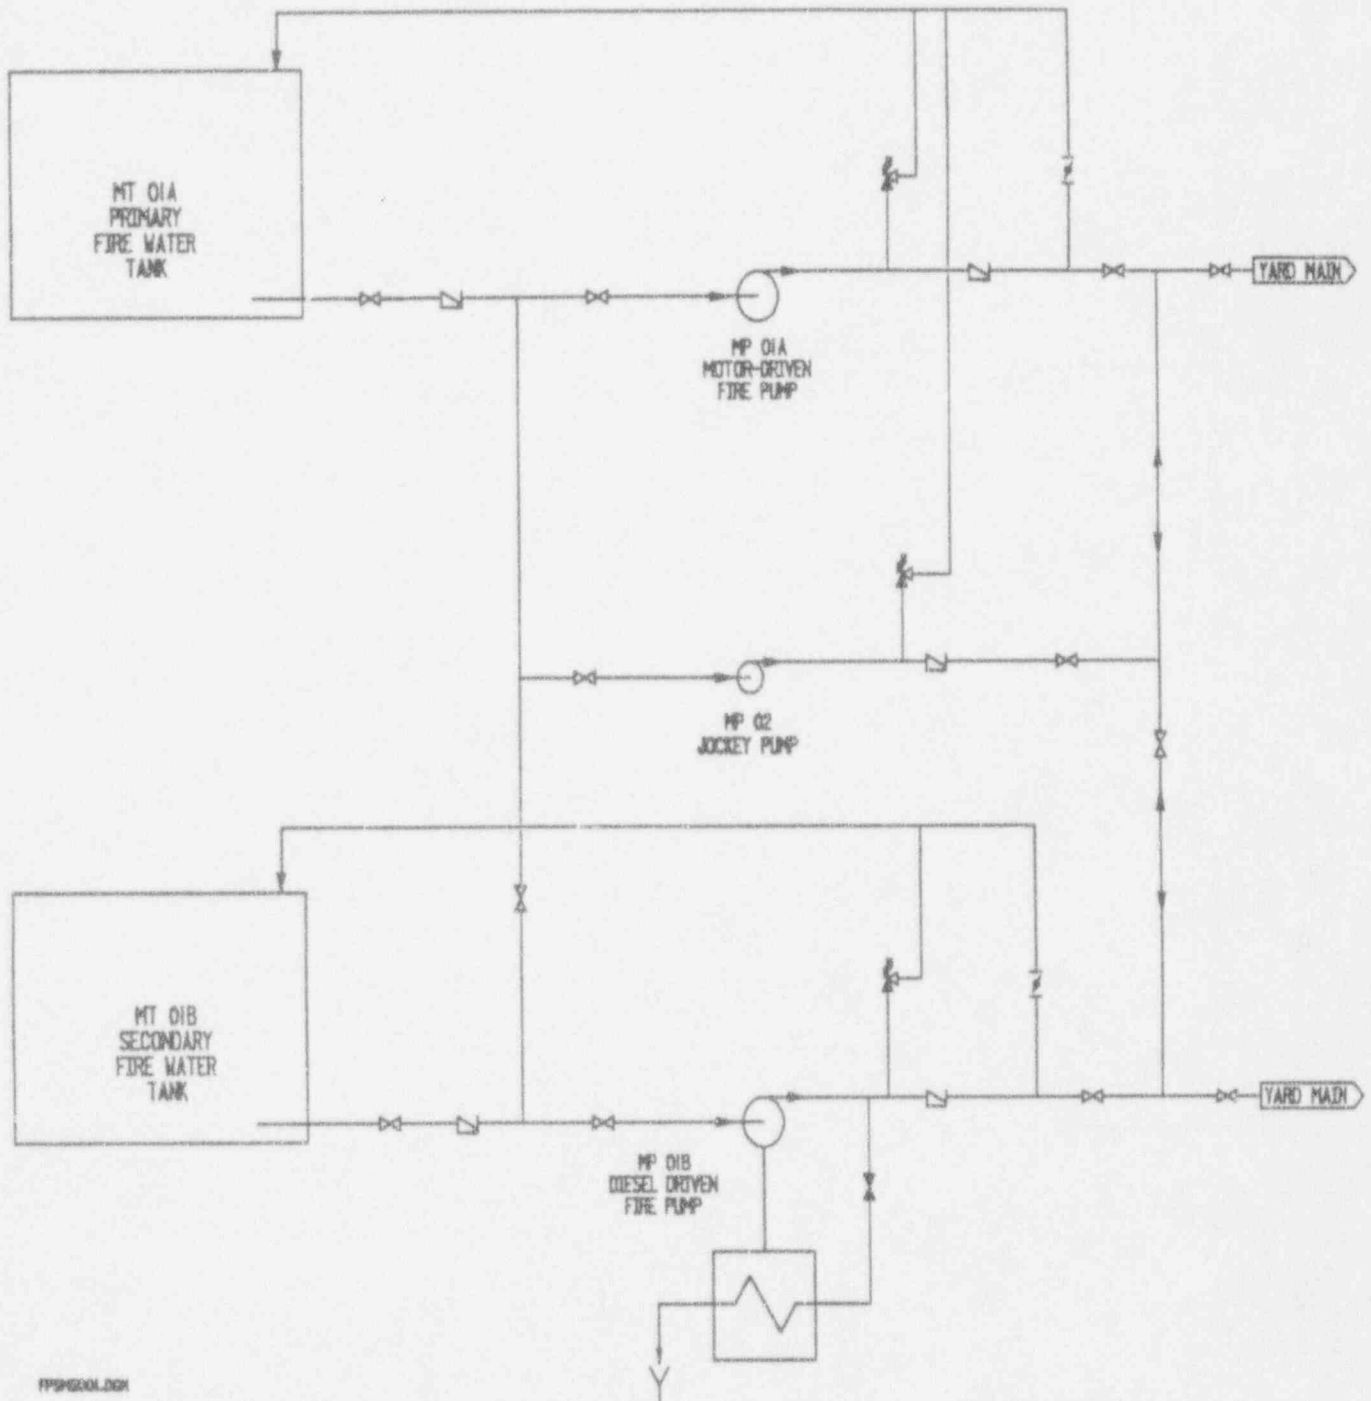 MT 01A
PRIMARY
FIRE WATER
TANK
YARD MAIN
MP 01A
MOTOR-DRIVEN
FIRE PUMP
MP 02
JOCKEY PUMP
MT 01B
SECONDARY
FIRE WATER
TANK
YARD MAIN
MP 01B
DIESEL DRIVEN
FIRE PUMP